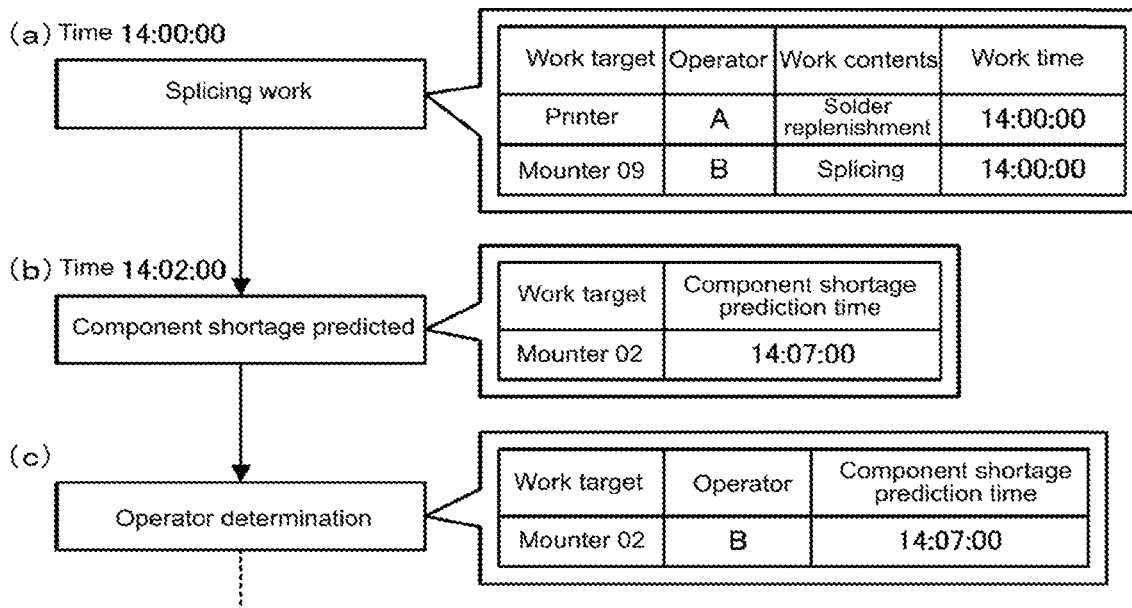 (a) Time 14:00:00
Splicing work
Work target Operator Work contents Work time
Printer A Solder replenishment 14:00:00
Mounter 09 B Splicing 14:00:00
(b) Time 14:02:00
Component shortage predicted
Work target Component shortage prediction time
Mounter 02 14:07:00
(c)
Operator determination
Work target Operator Component shortage prediction time
Mounter 02 B 14:07:00